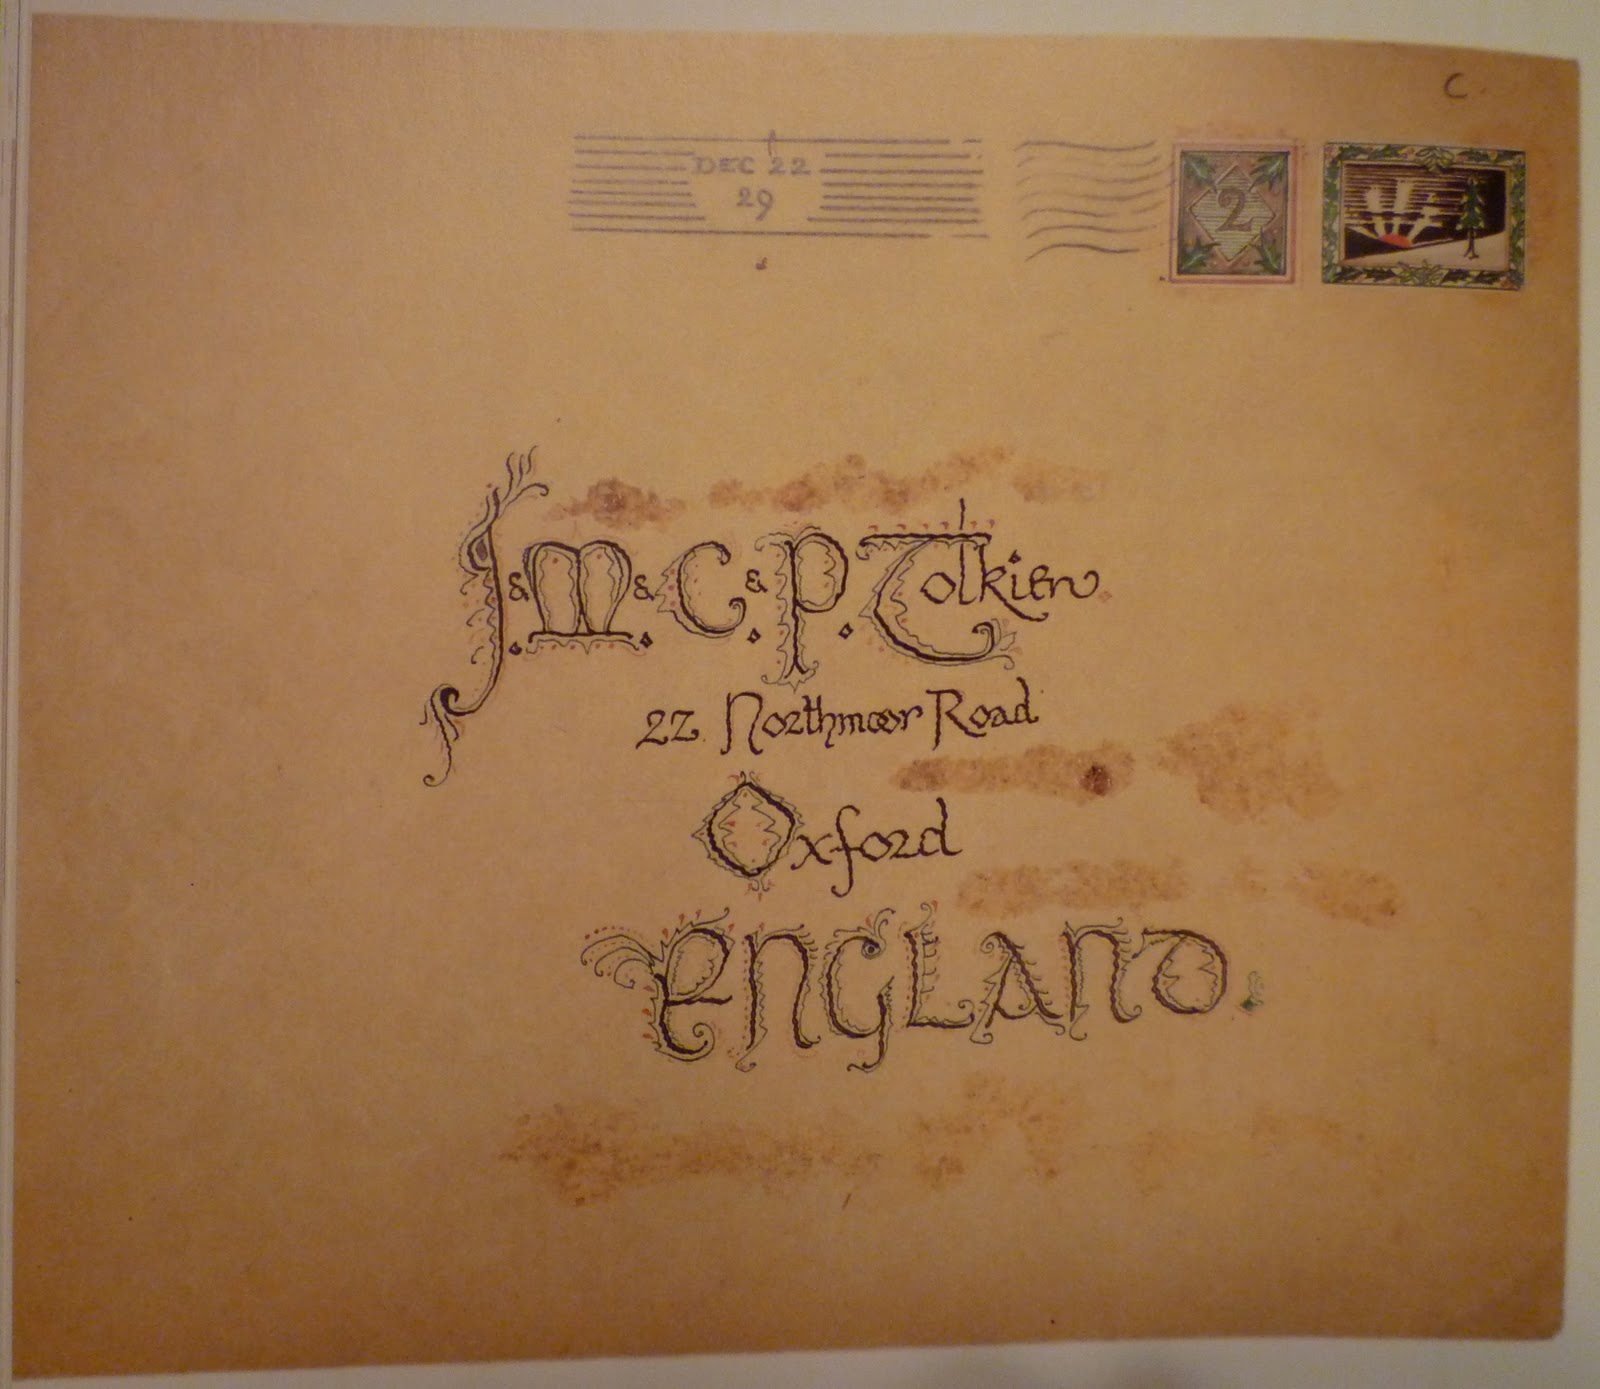 C.
DEC 22
29
2
J. & M. & C. & P. Tolkien
22 Northmoor Road
Oxford
ENGLAND.